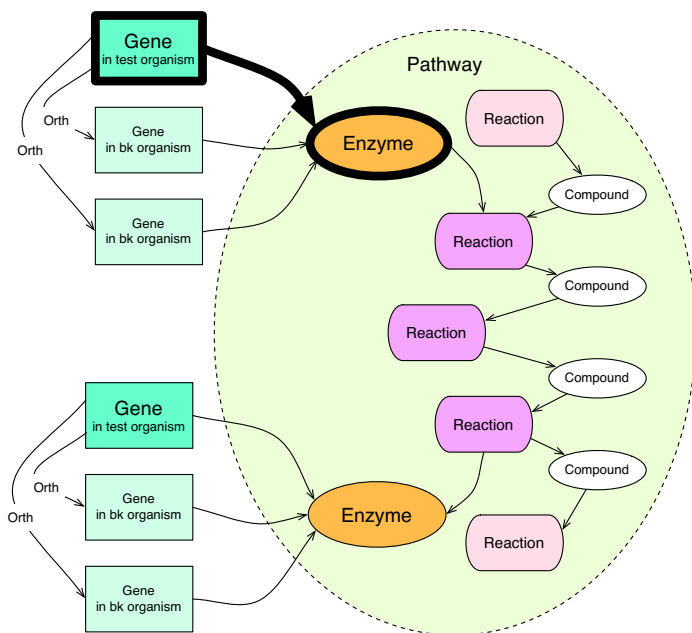 Gene
in test organism
Pathway
Orth
Gene
in bk organism
Orth
Enzyme
Reaction
Compound
Gene
in bk organism
Reaction
Compound
Reaction
Compound
Gene
in test organism
Reaction
Compound
Orth
Gene
in bk organism
Orth
Enzyme
Reaction
Gene
in bk organism